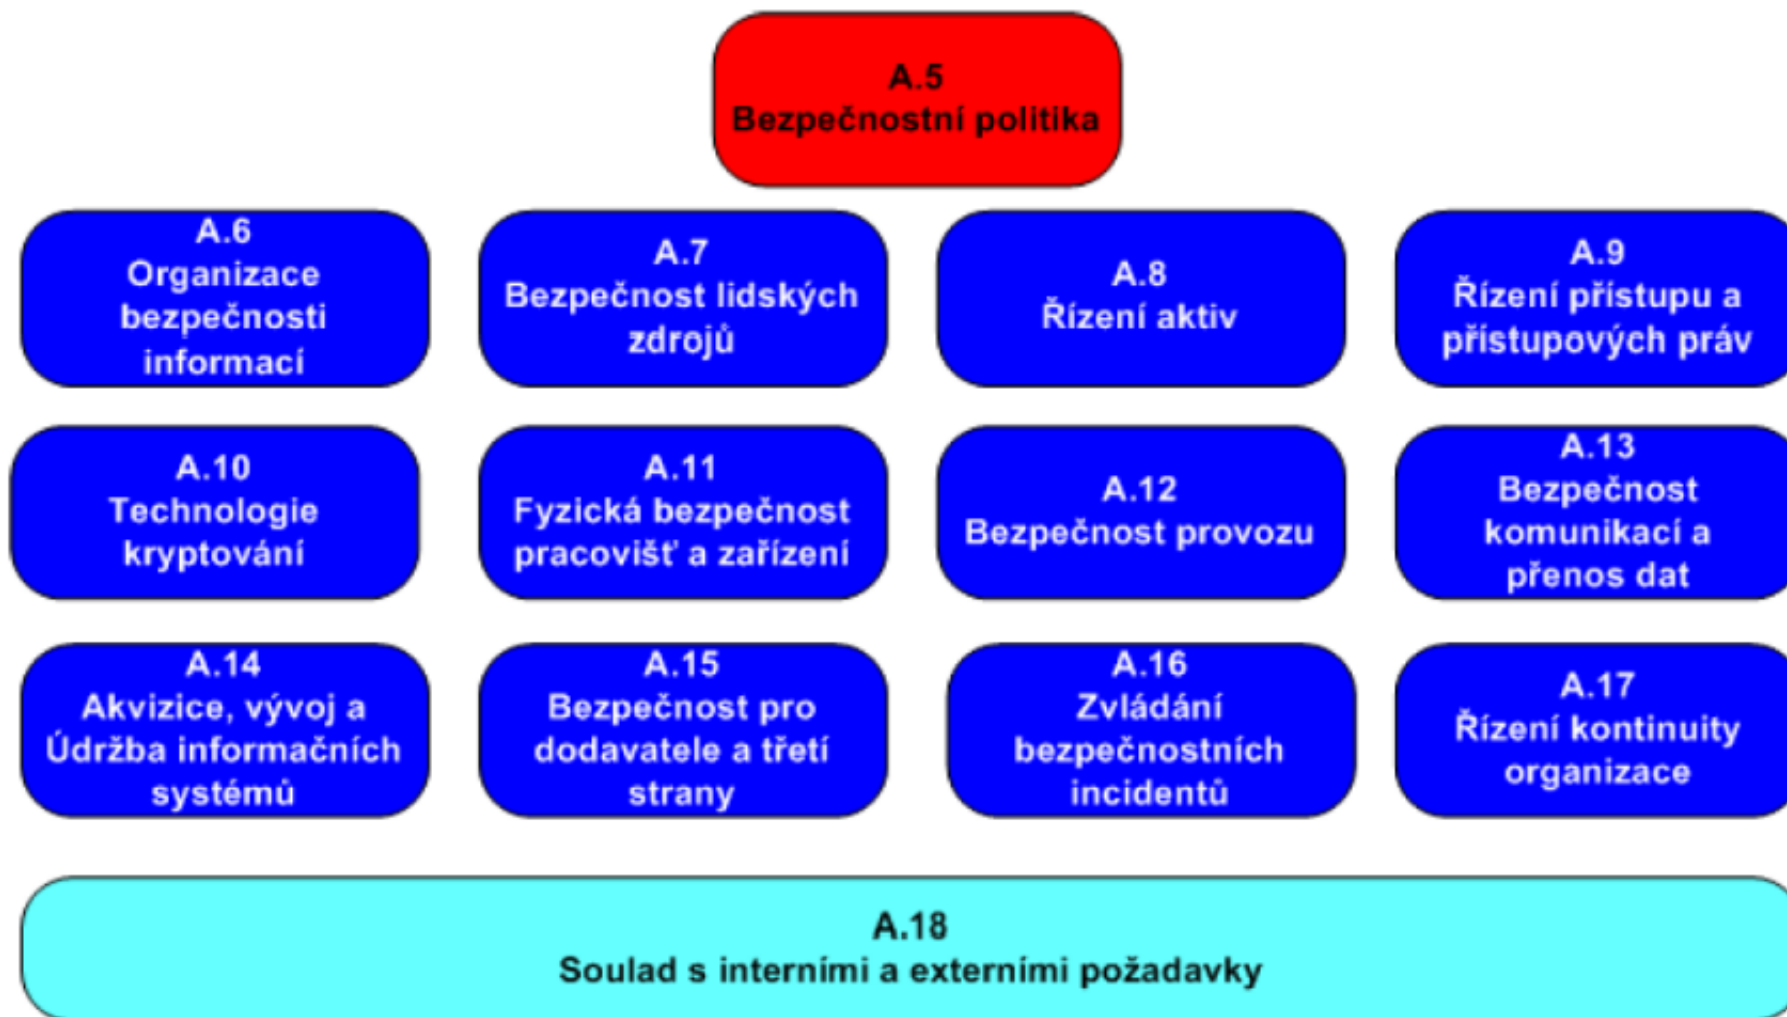 A.5
Bezpečnostní politika
A.6
Organizace
bezpečnosti
informací
A.7
Bezpečnost lidských
zdrojů
A.8
Řízení aktiv
A.9
Řízení přístupu a
přístupových práv
A.10
Technologie
kryptování
A.11
Fyzická bezpečnost
pracovišť a zařízení
A.12
Bezpečnost provozu
A.13
Bezpečnost
komunikací a
přenos dat
A.14
Akvizice, vývoj a
Údržba informačních
systémů
A.15
Bezpečnost pro
dodavatele a třetí
strany
A.16
Zvládání
bezpečnostních
incidentů
A.17
Řízení kontinuity
organizace
A.18
Soulad s interními a externími požadavky